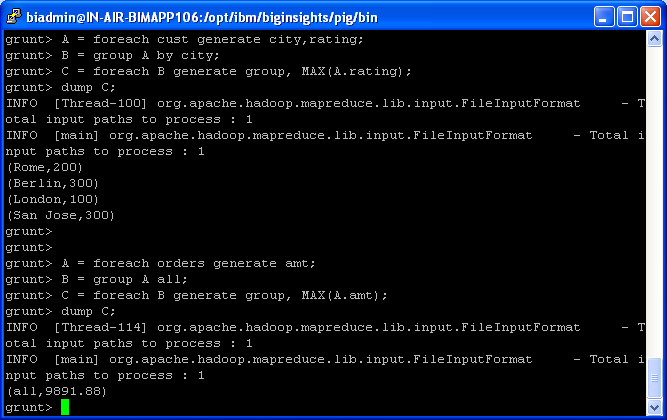 biadmin@IN-AIR-BIMAPP106:/opt/ibm/biginsights/pig/bin
grunt> A = foreach cust generate city,rating;
grunt> B = group A by city;
grunt> C = foreach B generate group, MAX(A.rating);
grunt> dump C;
INFO  [Thread-100] org.apache.hadoop.mapreduce.lib.input.FileInputFormat     - T
otal input paths to process : 1
INFO  [main] org.apache.hadoop.mapreduce.lib.input.FileInputFormat     - Total i
nput paths to process : 1
(Rome,200)
(Berlin,300)
(London,100)
(San Jose,300)
grunt>
grunt>
grunt> A = foreach orders generate amt;
grunt> B = group A all;
grunt> C = foreach B generate group, MAX(A.amt);
grunt> dump C;
INFO  [Thread-114] org.apache.hadoop.mapreduce.lib.input.FileInputFormat     - T
otal input paths to process : 1
INFO  [main] org.apache.hadoop.mapreduce.lib.input.FileInputFormat     - Total i
nput paths to process : 1
(all,9891.88)
grunt>